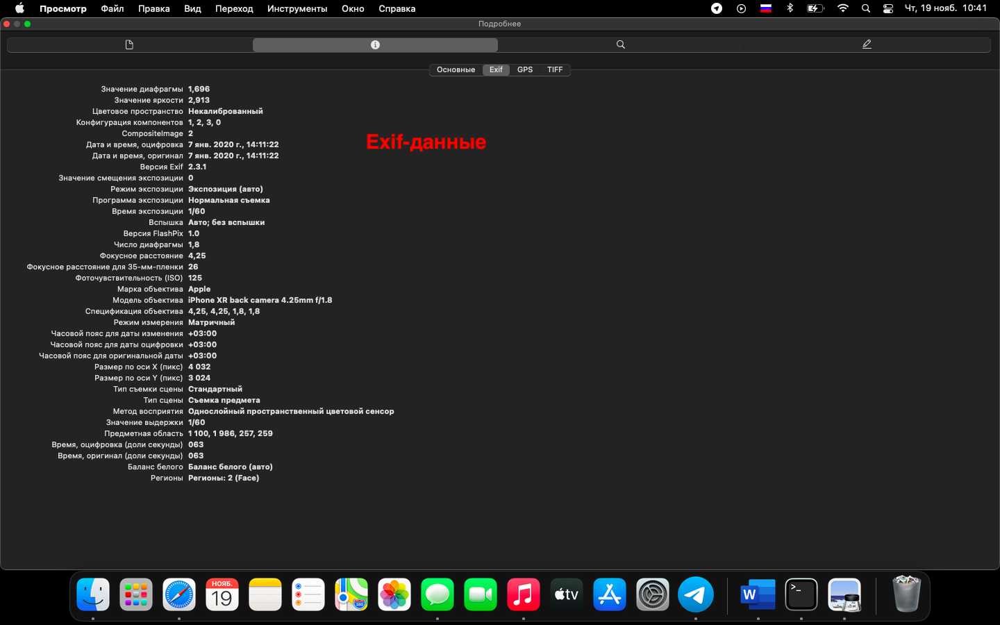 Просмотр Файл Правка Вид Переход Инструменты Окно Справка Чт, 19 нояб. 10:41
Подробнее
Основные Exif GPS TIFF
Значение диафрагмы 1,696
Значение яркости 2,913
Цветовое пространство Некалиброванный
Конфигурация компонентов 1, 2, 3, 0
CompositeImage 2
Дата и время, оцифровка 7 янв. 2020 г., 14:11:22
Exif-данные
Дата и время, оригинал 7 янв. 2020 г., 14:11:22
Версия Exif 2.3.1
Значение смещения экспозиции 0
Режим экспозиции Экспозиция (авто)
Программа экспозиции Нормальная съемка
Время экспозиции 1/60
Вспышка Авто; без вспышки
Версия FlashPix 1.0
Число диафрагмы 1,8
Фокусное расстояние 4,25
Фокусное расстояние для 35-мм-пленки 26
Фоточувствительность (ISO) 125
Марка объектива Apple
Модель объектива iPhone XR back camera 4.25mm f/1.8
Спецификация объектива 4,25, 4,25, 1,8, 1,8
Режим измерения Матричный
Часовой пояс для даты изменения +03:00
Часовой пояс для даты оцифровки +03:00
Часовой пояс для оригинальной даты +03:00
Размер по оси X (пикс) 4 032
Размер по оси Y (пикс) 3 024
Тип съемки сцены Стандартный
Тип сцены Съемка предмета
Метод восприятия Однослойный пространственный цветовой сенсор
Значение выдержки 1/60
Предметная область 1 100, 1 986, 257, 259
Время, оцифровка (доли секунды) 063
Время, оригинал (доли секунды) 063
Баланс белого Баланс белого (авто)
Регионы Регионы: 2 (Face)
НОЯБ.
19
280
tv
W
>_